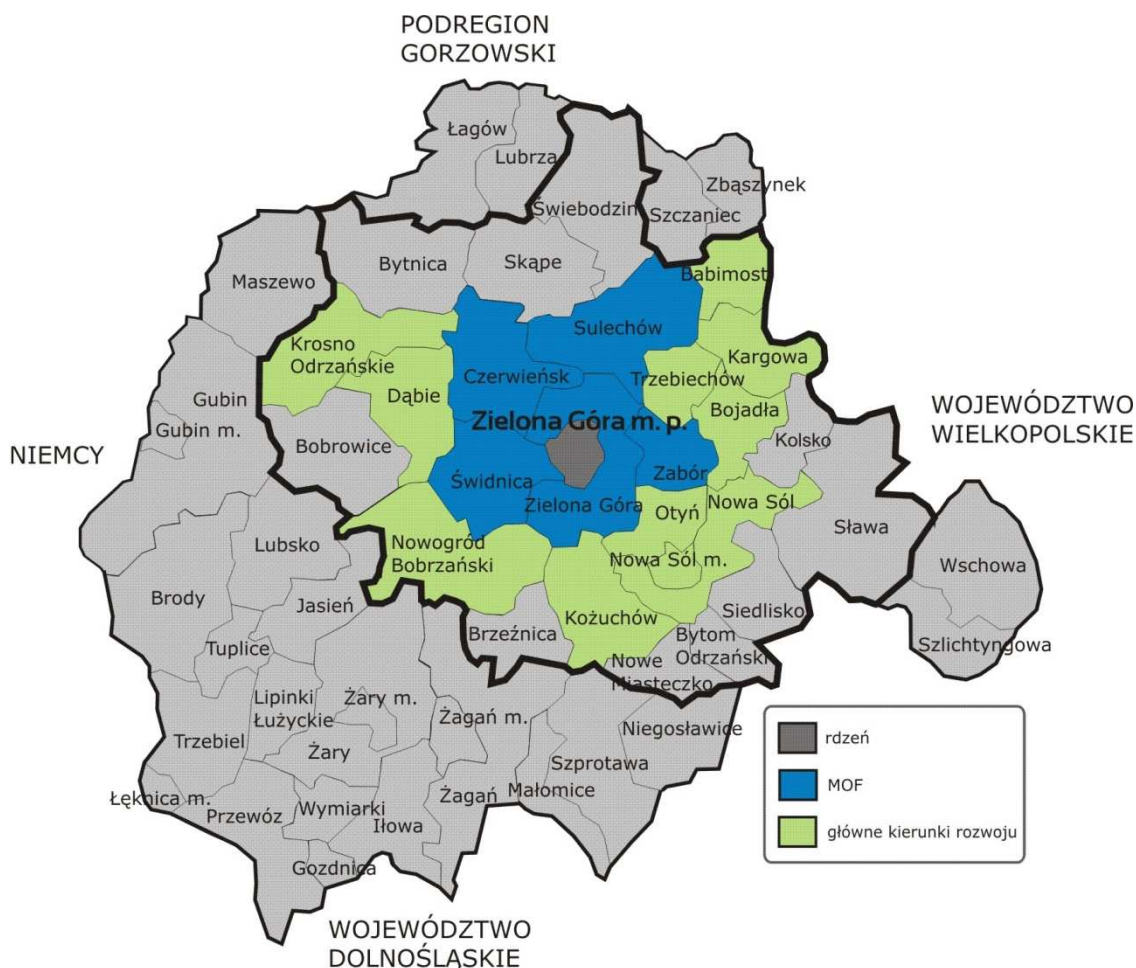 PODREGION
GORZOWSKI
Łagów
Lubrza
Zbąszynek
Świebodzin
Szczaniec
Bytnica
Skąpe
Babimost
Maszewo
Sulechów
Krosno
Odrzańskie
Kargowa
Czerwieńsk
Trzebiechów
Dąbie
Gubin
Bojadła
WOJEWÓDZTWO
WIELKOPOLSKIE
Zielona Góra m. p.
Gubin m.
Kolsko
Bobrowice
NIEMCY
Zabór
Świdnica
Zielona Góra
Nowa Sól
Otyń
Sława
Lubsko
Nowogród
Bobrzański
Nowa Sól m.
Wschowa
Brody
Jasień
Siedlisko
Kożuchów
Brzeźnica
Bytom
Odrzański
Szlichtyngowa
Tuplice
Nowe
Miasteczko
Lipinki
Łużyckie
Żary m.
Żagań m.
Niegosławice
Trzebiel
Żary
Szprotawa
Łęknica m.
Przewóz
Wymiarki
Iłowa
Żagań
Małomice
Gozdnica
WOJEWÓDZTWO
DOLNOŚLĄSKIE
rdzeń
MOF
główne kierunki rozwoju